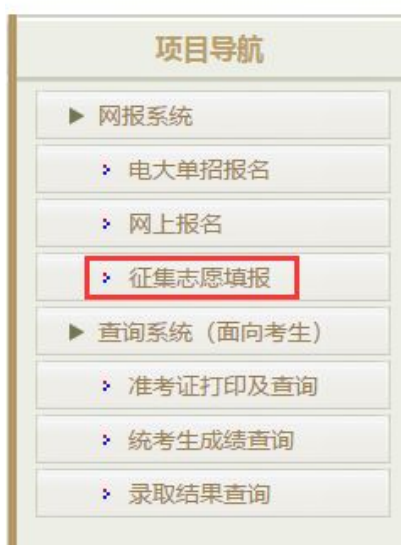 项目导航
网报系统
电大单招报名
网上报名
征集志愿填报
查询系统（面向考生）
准考证打印及查询
统考生成绩查询
录取结果查询